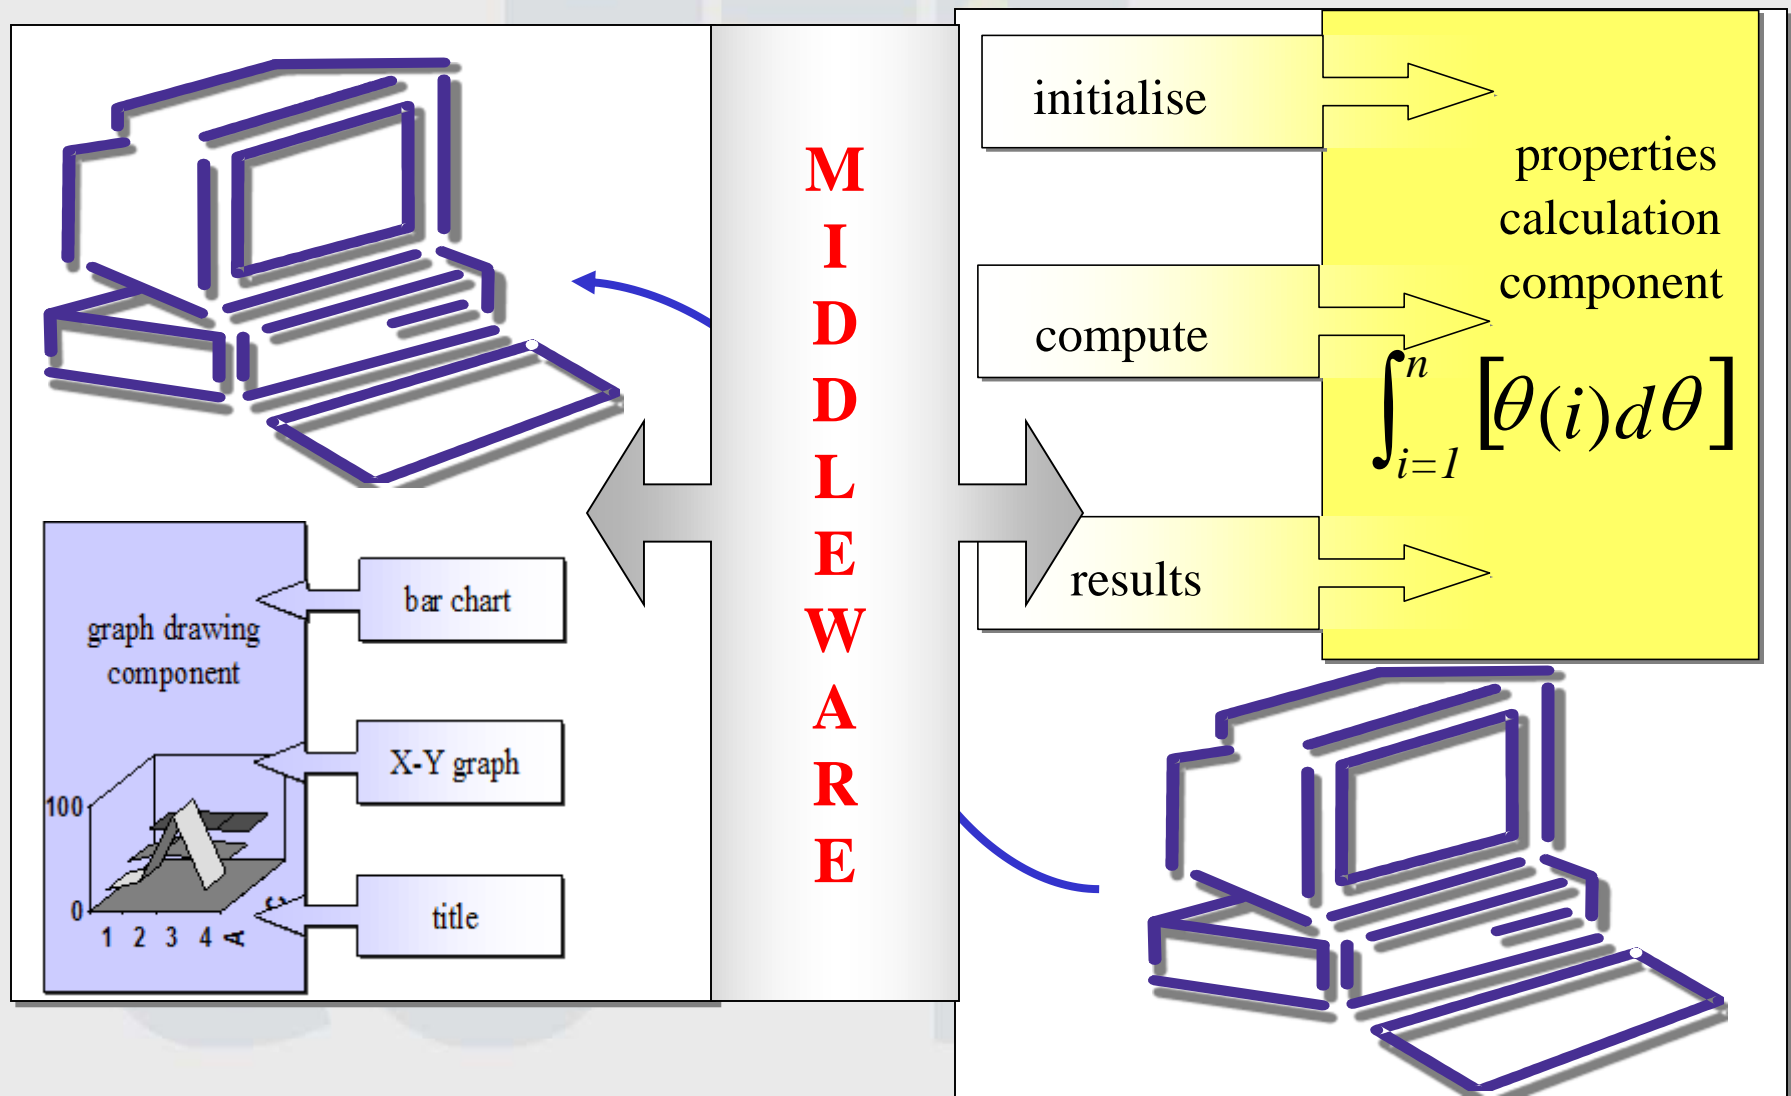 graph drawing
component
bar chart
X-Y graph
title
100
0
1 2 3 4 A
M
I
D
D
L
E
W
A
R
E
initialise
compute
results
properties
calculation
component
∫ⁿᵢ₌₁ [θ(i)dθ]